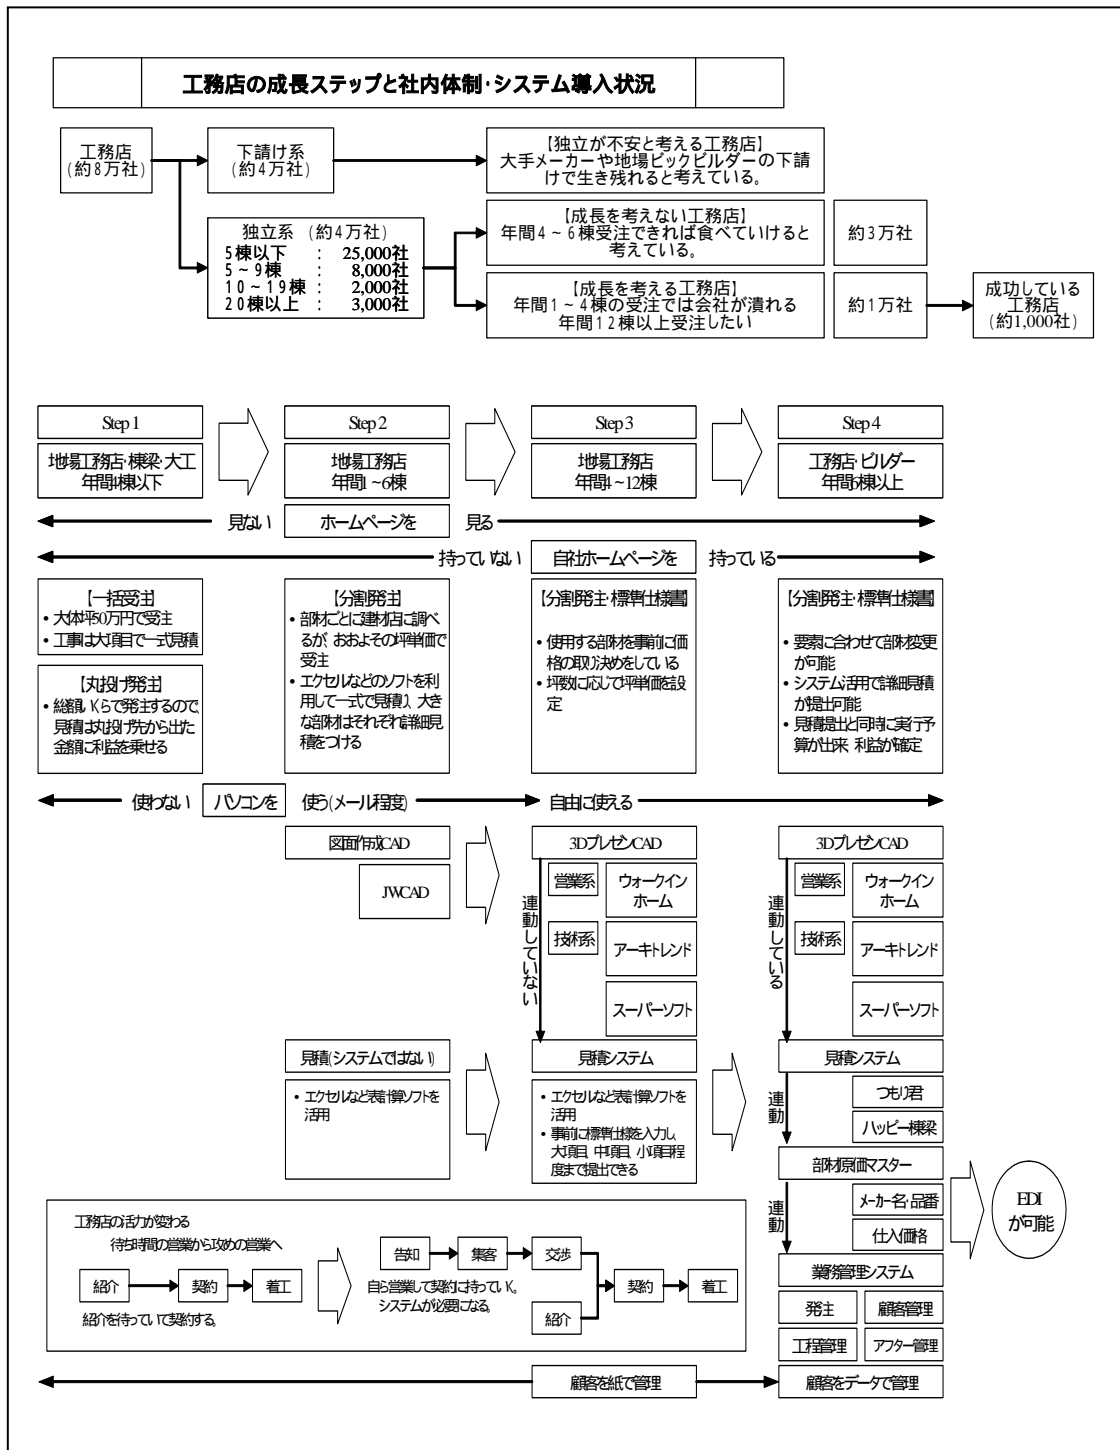 工務店の成長ステップと社内体制・システム導入状況
工務店
(約8万社)
下請け系
(約4万社)
【独立が不安と考える工務店】
大手メーカーや地場ビックビルダーの下請
けで生き残れると考えている。
独立系 (約4万社)
5棟以下 : 25,000社
5~9棟 : 8,000社
10~19棟 : 2,000社
20棟以上 : 3,000社
【成長を考えない工務店】
年間4~6棟受注できれば食べていけると
考えている。
約3万社
【成長を考える工務店】
年間1~4棟の受注では会社が潰れる
年間12棟以上受注したい
約1万社
成功している
工務店
(約1,000社)
Step 1
Step 2
Step 3
Step 4
地場工務店・棟梁・大工
年間4棟以下
地場工務店
年間1~6棟
地場工務店
年間4~12棟
工務店・ビルダー
年間6棟以上
見ない ホームページを 見る
持っていない 自社ホームページを 持っている
【一括受注】
• 大体坪50万円で受注
• 工事は大項目で一式見積
【丸投げ発注】
• 総額いくらで発注するので、
見積は丸投げ先から出た
金額に利益を乗せる
【分割発注】
• 部材ごとに建材店に調べ
るが、おおよその坪単価で
受注
• エクセルなどのソフトを利
用して一式で見積り、大き
な部材はそれぞれ詳細見
積をつける
【分割発注・標準仕様書】
• 使用する部材を事前に価
格の取り決めをしている
• 坪数に応じて坪単価を設
定
【分割発注・標準仕様書】
• 要素に合わせて部材変更
が可能
• システム活用で詳細見積
が提出可能
• 見積提出と同時に実行予
算が出来、利益が確定
使わない パソコンを 使う(メール程度) 自由に使える
図面作成CAD
JWCAD
3DプレゼンCAD
営業系
ウォークイン
ホーム
技術系
アーキトレンド
スーパーソフト
連動していない
3DプレゼンCAD
営業系
ウォークイン
ホーム
技術系
アーキトレンド
スーパーソフト
連動している
見積(システムではない)
• エクセルなど表計算ソフトを
活用
見積システム
• エクセルなど表計算ソフトを
活用
• 事前に標準仕様を入力し、
大項目、中項目、小項目程
度まで提出できる
見積システム
つもり君
ハッピー棟梁
連動
部材原価マスター
メーカー名・品番
仕入価格
連動
EDI
が可能
業務管理システム
発注
顧客管理
工程管理
アフター管理
工務店の活力が変わる
待ち時間の営業から攻めの営業へ
紹介
契約
着工
紹介を待っていて契約する。
告知
集客
交渉
自ら営業して契約に持っていく。
システムが必要になる。
紹介
契約
着工
顧客を紙で管理
顧客をデータで管理